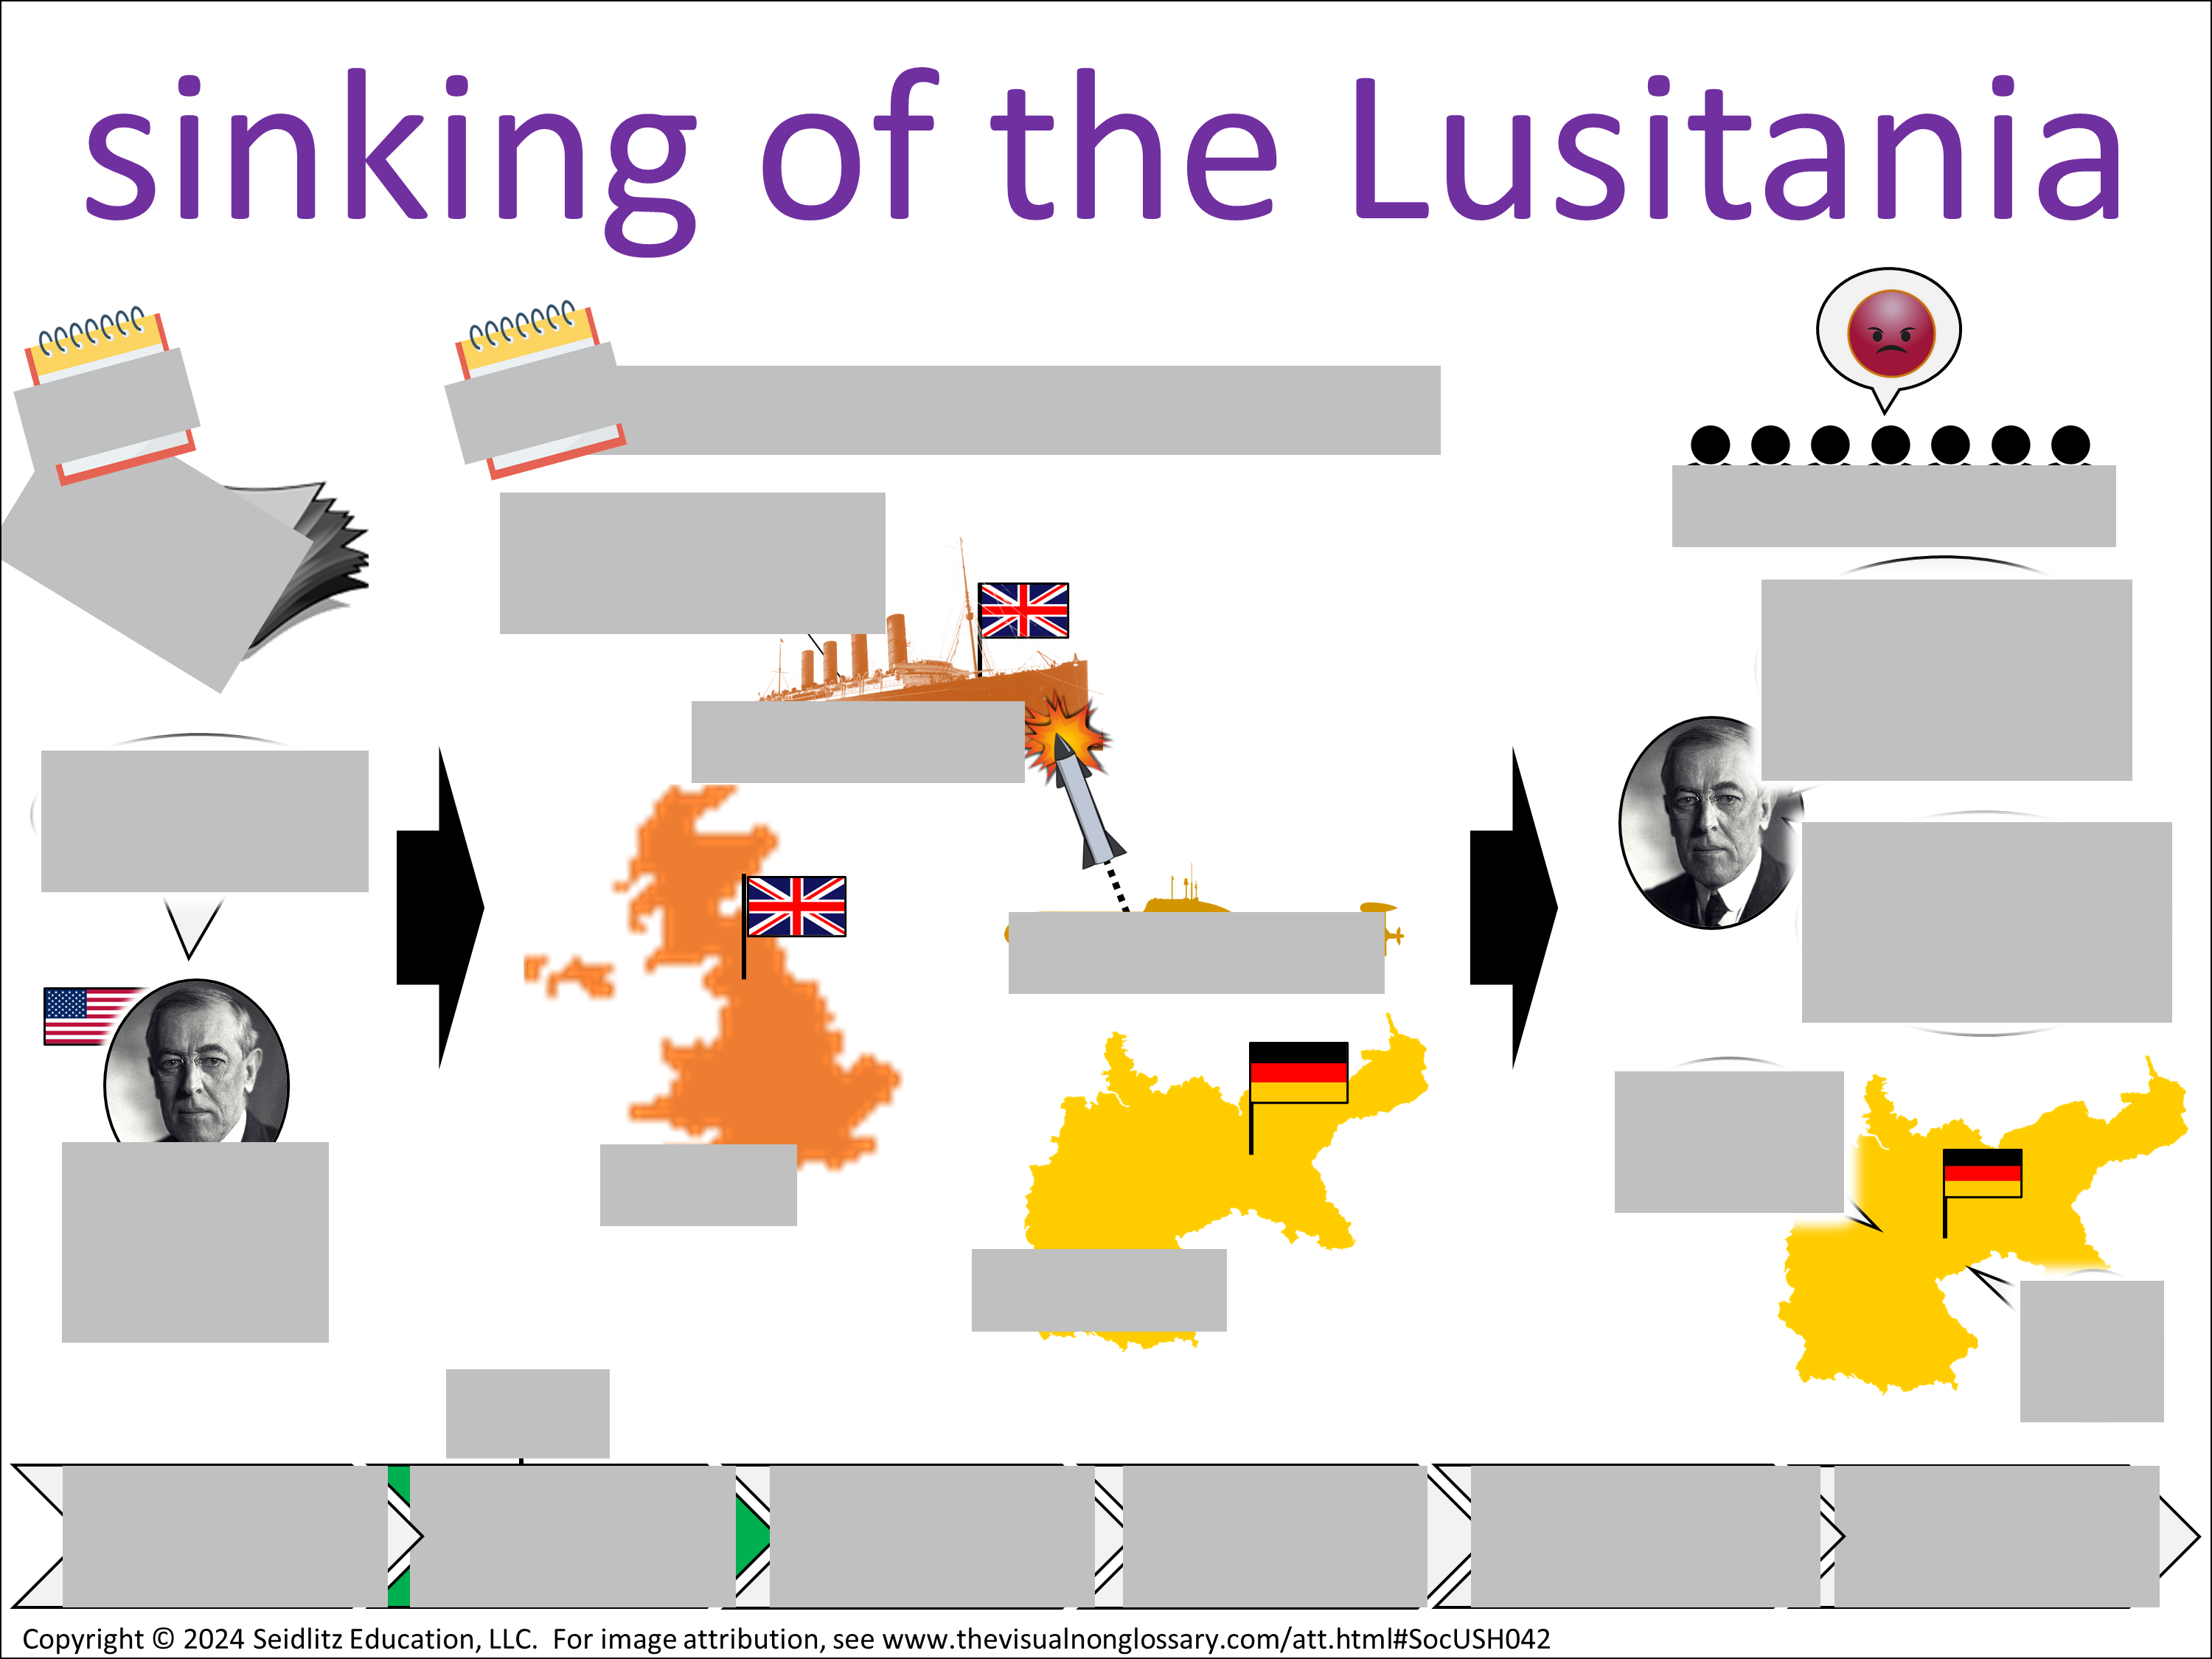 sinking of the Lusitania
Copyright © 2024 Seidlitz Education, LLC.  For image attribution, see www.thevisualnonglossary.com/att.html#SocUSH042